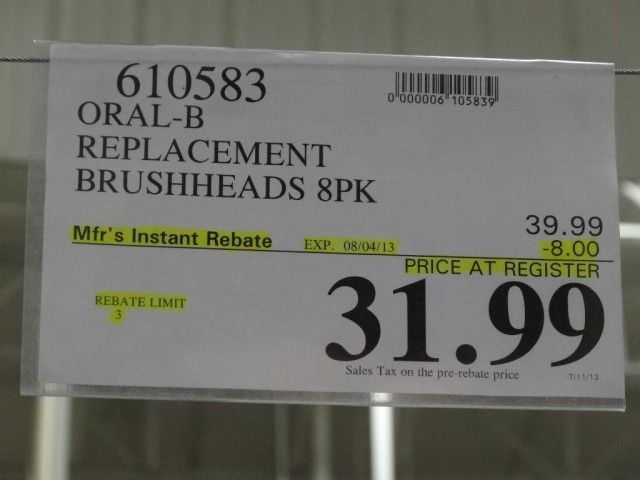 610583
0 000006 105839
ORAL-B
REPLACEMENT
BRUSHHEADS 8PK
39.99
Mfr's Instant Rebate EXP. 08/04/13 -8.00
PRICE AT REGISTER
REBATE LIMIT
3
31.99
Sales Tax on the pre-rebate price 7/11/13